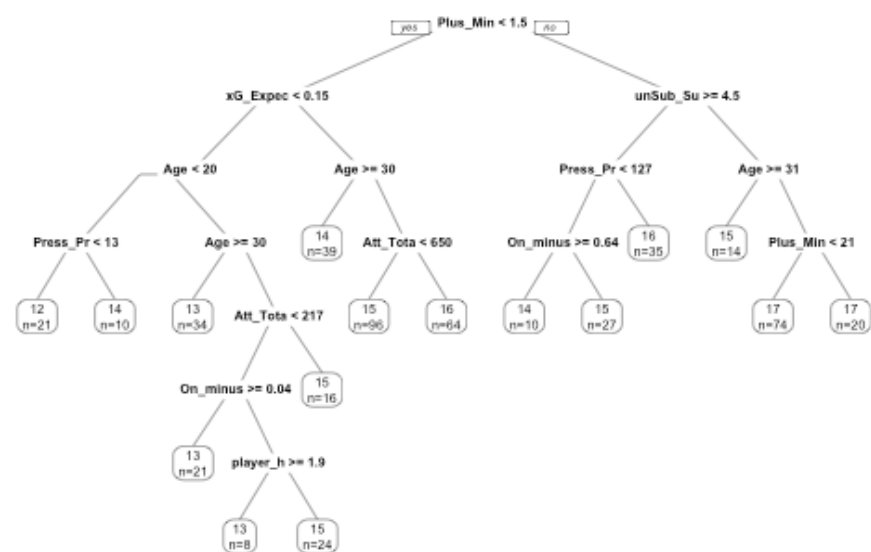 yes Plus_Min < 1.5 no
xG_Expec < 0.15 unSub_Su >= 4.5
Age < 20 Age >= 30 Press_Pr < 127 Age >= 31
Press_Pr < 13 Age >= 30 14 Att_Tota < 650 On_minus >= 0.64 16 15 Plus_Min < 21
n=39 n=35 n=14
12 14 13 Att_Tota < 217 15 16 14 15 17 17
n=21 n=10 n=34 n=96 n=64 n=10 n=27 n=74 n=20
On_minus >= 0.04 15
n=16
13 player_h >= 1.9
n=21
13 15
n=8 n=24